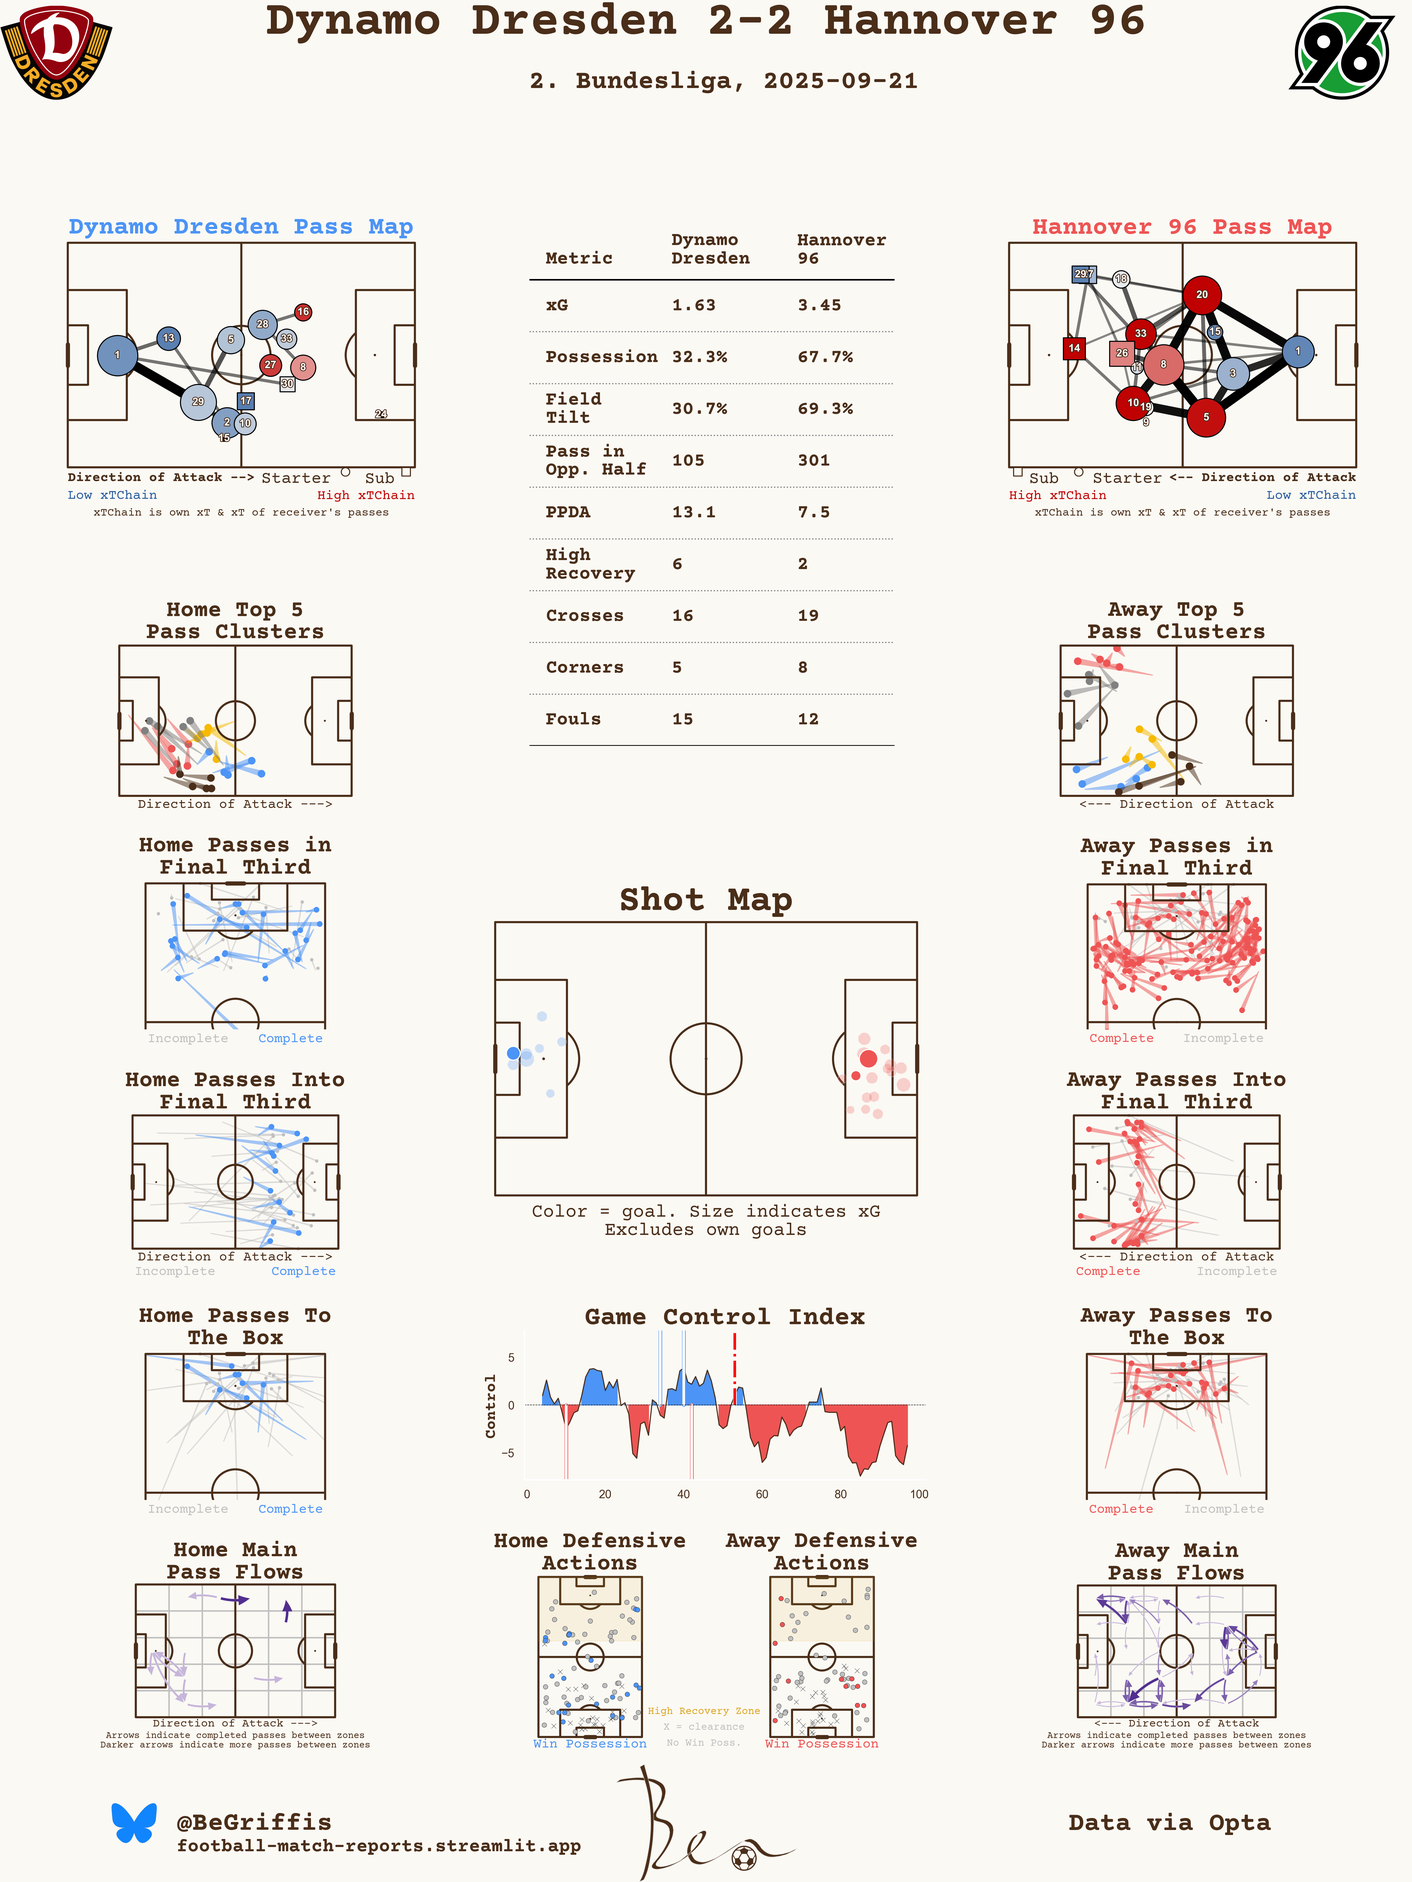 Dynamo Dresden 2-2 Hannover 96
2. Bundesliga, 2025-09-21
D
DRESDEN
96
Dynamo Dresden Pass Map
1
13
29
5
28
16
33
27
8
30
17
2
10
15
24
Direction of Attack --> Starter Sub
Low xTChain High xTChain
xTChain is own xT & xT of receiver's passes
Metric Dynamo Dresden Hannover 96
xG 1.63 3.45
Possession 32.3% 67.7%
Field Tilt 30.7% 69.3%
Pass in Opp. Half 105 301
PPDA 13.1 7.5
High Recovery 6 2
Crosses 16 19
Corners 5 8
Fouls 15 12
Hannover 96 Pass Map
29 7
18
20
33
15
14
26
11
8
3
1
10
19
9
5
Sub Starter <-- Direction of Attack
High xTChain Low xTChain
xTChain is own xT & xT of receiver's passes
Home Top 5
Pass Clusters
Direction of Attack --->
Away Top 5
Pass Clusters
<--- Direction of Attack
Home Passes in
Final Third
Incomplete Complete
Away Passes in
Final Third
Complete Incomplete
Shot Map
Color = goal. Size indicates xG
Excludes own goals
Home Passes Into
Final Third
Direction of Attack --->
Incomplete Complete
Away Passes Into
Final Third
<--- Direction of Attack
Complete Incomplete
Home Passes To
The Box
Incomplete Complete
Game Control Index
Control
5
0
−5
0 20 40 60 80 100
Away Passes To
The Box
Complete Incomplete
Home Main
Pass Flows
Direction of Attack --->
Arrows indicate completed passes between zones
Darker arrows indicate more passes between zones
Home Defensive
Actions
Win Possession
High Recovery Zone
X = clearance
No Win Poss.
Away Defensive
Actions
Win Possession
Away Main
Pass Flows
<--- Direction of Attack
Arrows indicate completed passes between zones
Darker arrows indicate more passes between zones
@BeGriffis
football-match-reports.streamlit.app
Ben
Data via Opta